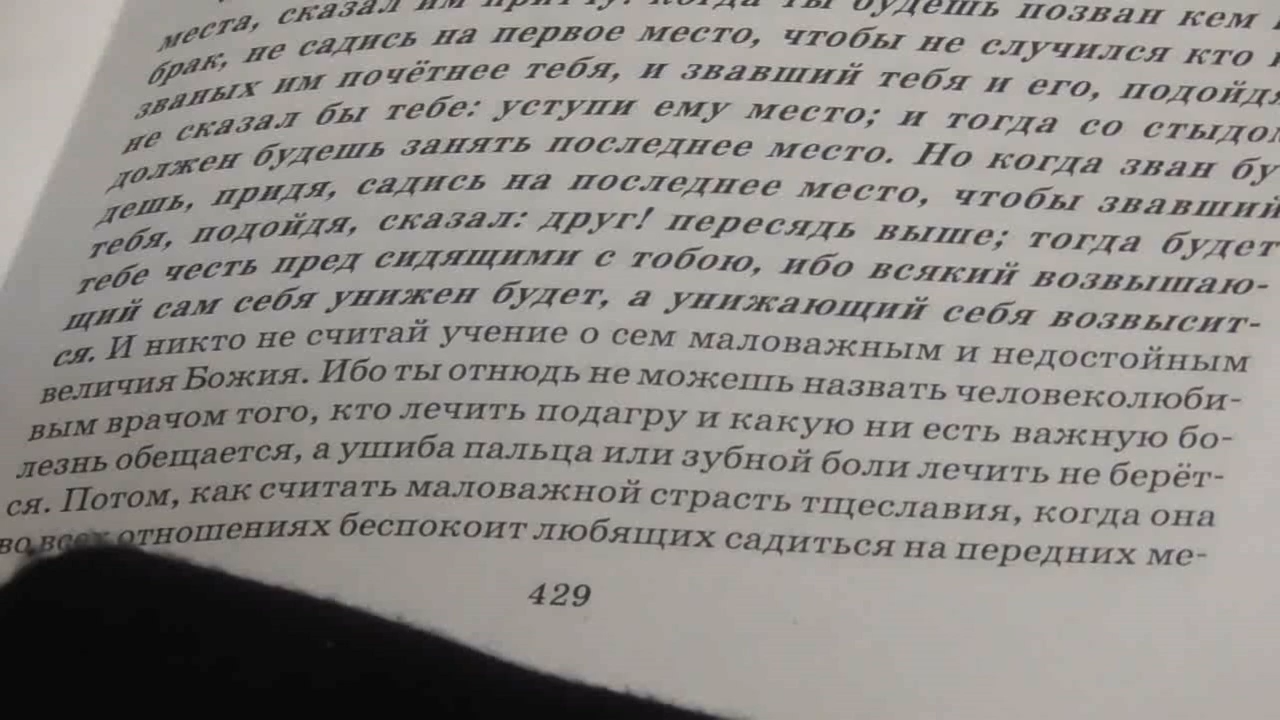 места, сказал им притчу: когда ты будешь позван кем
брак, не садись на первое место, чтобы не случился кто
званых им почётнее тебя, и звавший тебя и его, подойдя
не сказал бы тебе: уступи ему место; и тогда со стыдом
должен будешь занять последнее место. Но когда зван бу-
дешь, придя, садись на последнее место, чтобы звавший
тебя, подойдя, сказал: друг! пересядь выше; тогда будет
тебе честь пред сидящими с тобою, ибо всякий возвышаю-
щий сам себя унижен будет, а унижающий себя возвысит-
ся. И никто не считай учение о сем маловажным и недостойным
величия Божия. Ибо ты отнюдь не можешь назвать человеколюби-
вым врачом того, кто лечить подагру и какую ни есть важную бо-
лезнь обещается, а ушиба пальца или зубной боли лечить не берёт-
ся. Потом, как считать маловажной страсть тщеславия, когда она
во всех отношениях беспокоит любящих садиться на передних ме-
429